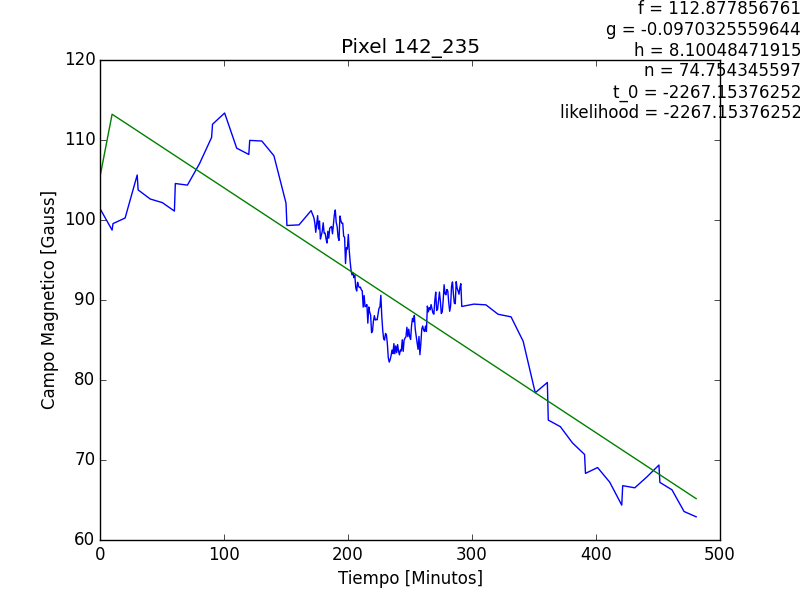 f = 112.877856761
g = -0.0970325559644
h = 8.10048471915
n = 74.754345597
t_0 = -2267.15376252
likelihood = -2267.15376252
Pixel 142_235
120
110
100
90
80
70
60
Campo Magnetico [Gauss]
0 100 200 300 400 500
Tiempo [Minutos]